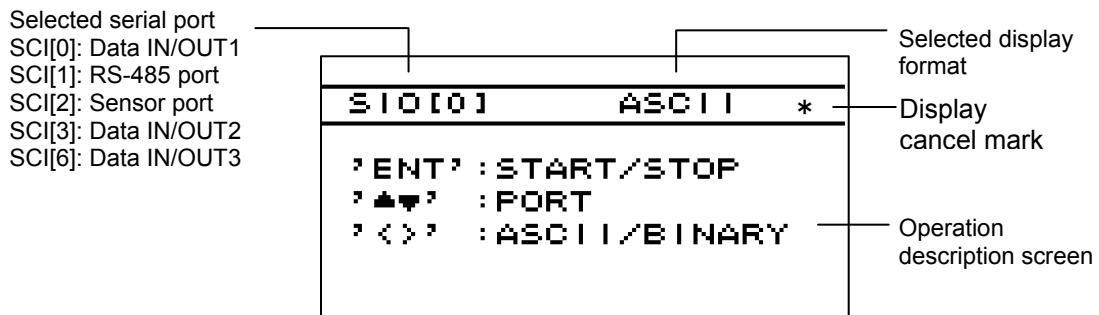 Selected serial port
SCI[0]: Data IN/OUT1
SCI[1]: RS-485 port
SCI[2]: Sensor port
SCI[3]: Data IN/OUT2
SCI[6]: Data IN/OUT3
Selected display
format
SIO[0] ASCII *
Display
cancel mark
'ENT' :START/STOP
'▲▼' :PORT
'<>' :ASCII/BINARY
Operation
description screen